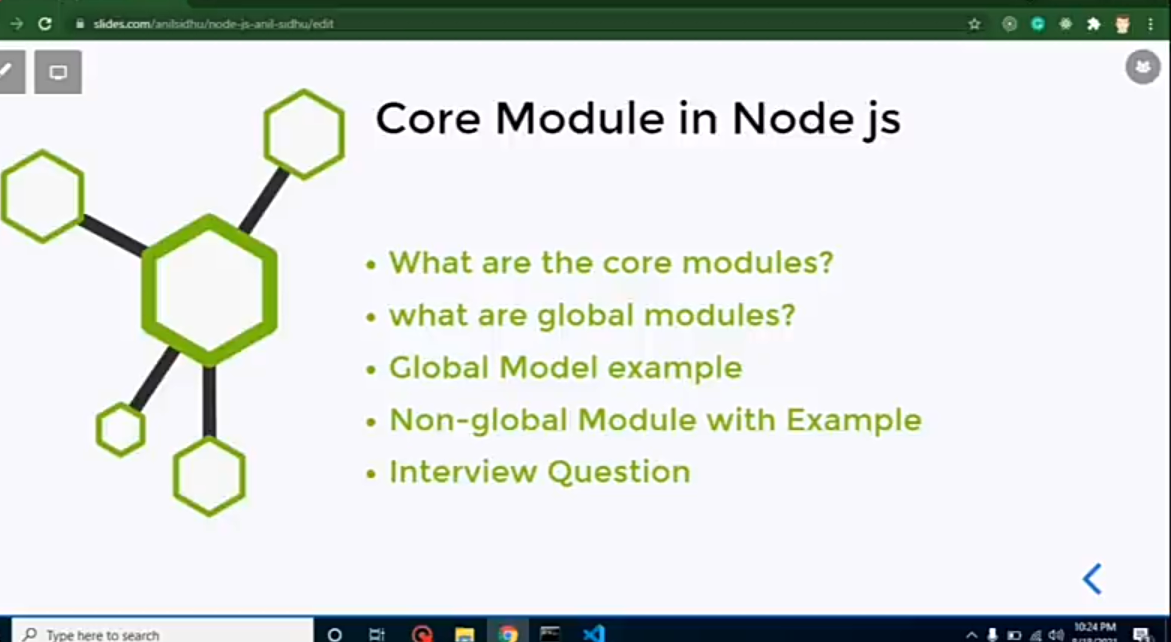 slides.com/anilsidhu/node-js-anil-sidhu/edit
Core Module in Node js
What are the core modules?
what are global modules?
Global Model example
Non-global Module with Example
Interview Question
Type here to search
10:24 PM